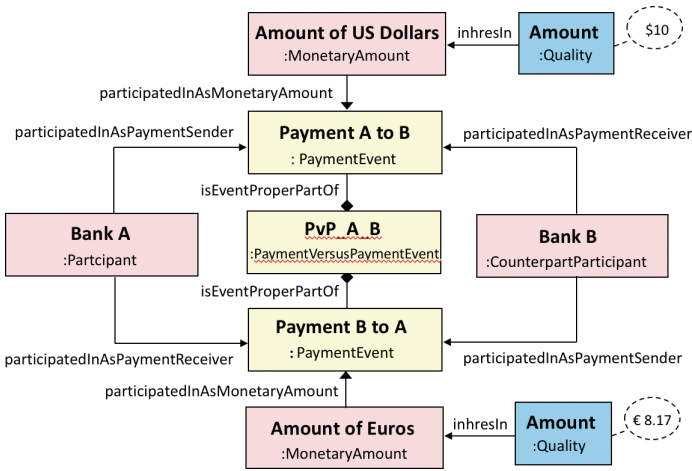 Amount of US Dollars
:MonetaryAmount
inhresIn
Amount
:Quality
$10
participatedInAsMonetaryAmount
participatedInAsPaymentSender
Payment A to B
: PaymentEvent
participatedInAsPaymentReceiver
isEventProperPartOf
Bank A
:Partcipant
PvP_A_B
:PaymentVersusPaymentEvent
Bank B
:CounterpartParticipant
isEventProperPartOf
participatedInAsPaymentReceiver
Payment B to A
: PaymentEvent
participatedInAsPaymentSender
participatedInAsMonetaryAmount
Amount of Euros
:MonetaryAmount
inhresIn
Amount
:Quality
€ 8.17